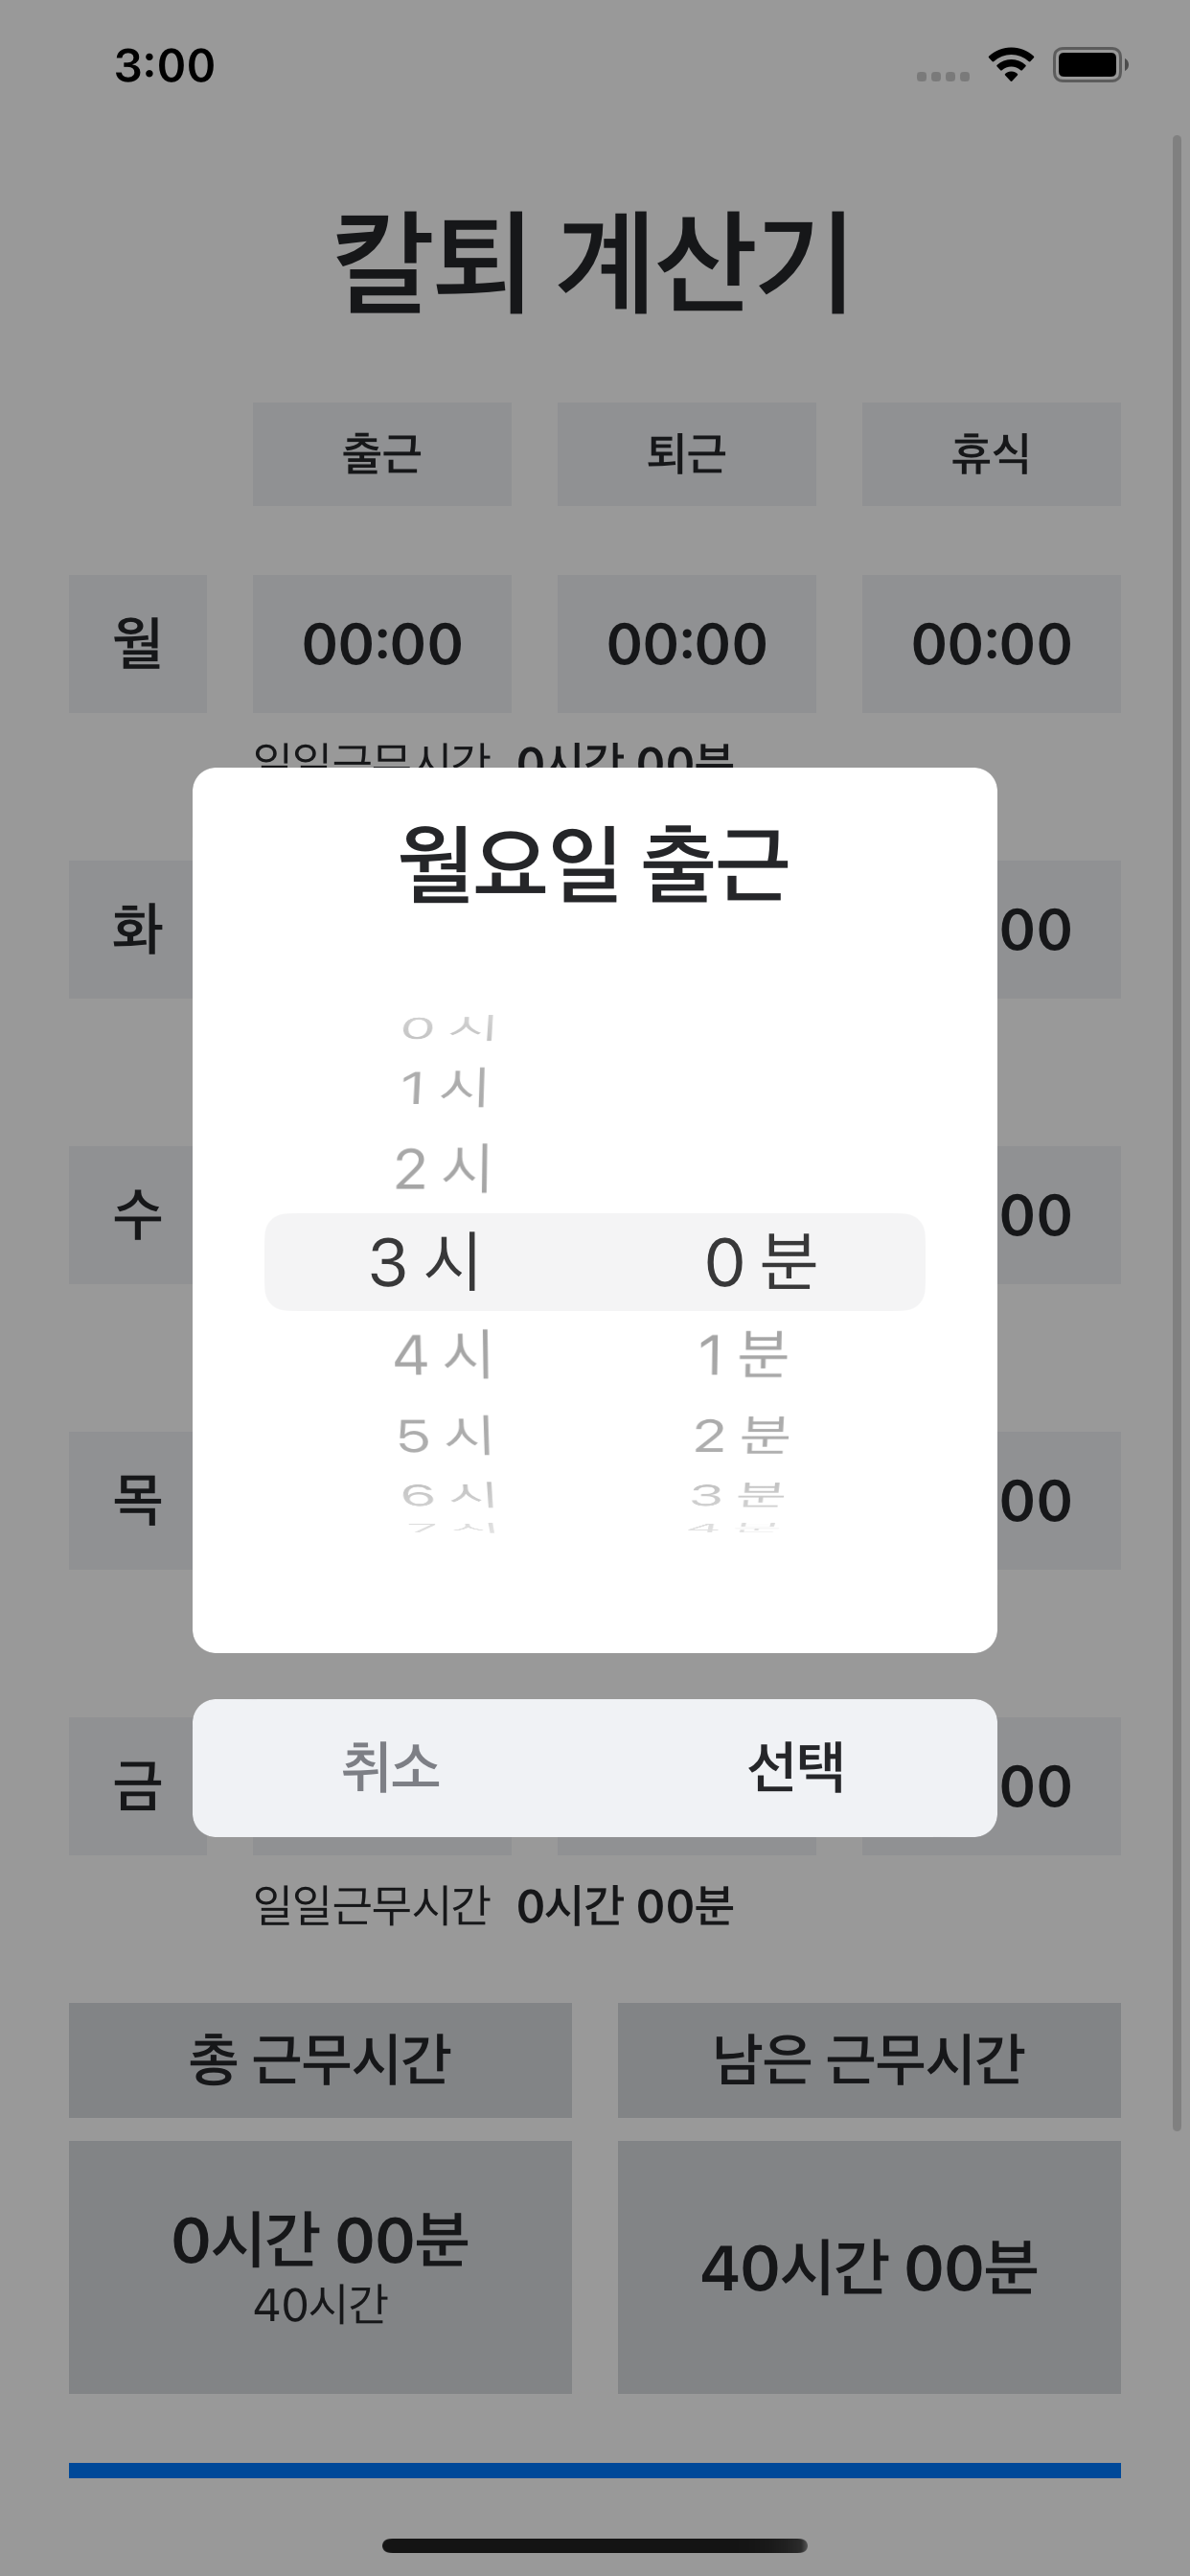 3:00
칼퇴 계산기
출근 퇴근 휴식
월 00:00 00:00 00:00
일일근무시간 0시간 00분
월요일 출근
화 00
0 시
1 시
2 시
수 00
3 시 0 분
4 시 1 분
5 시 2 분
목 00
6 시 3 분
7 시 4 분
금 00
취소 선택
일일근무시간 0시간 00분
총 근무시간 남은 근무시간
0시간 00분
40시간
40시간 00분